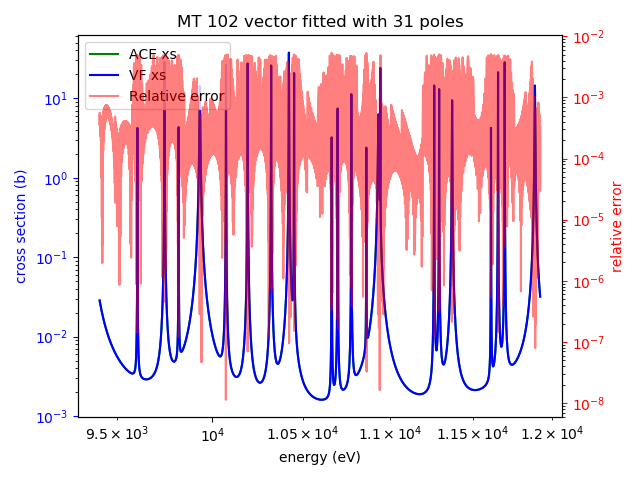 MT 102 vector fitted with 31 poles
ACE xs
VF xs
Relative error
cross section (b)
10¹
10⁰
10⁻¹
10⁻²
10⁻³
relative error
10⁻²
10⁻³
10⁻⁴
10⁻⁵
10⁻⁶
10⁻⁷
10⁻⁸
9.5 × 10³ 10⁴ 1.05 × 10⁴ 1.1 × 10⁴ 1.15 × 10⁴ 1.2 × 10⁴
energy (eV)